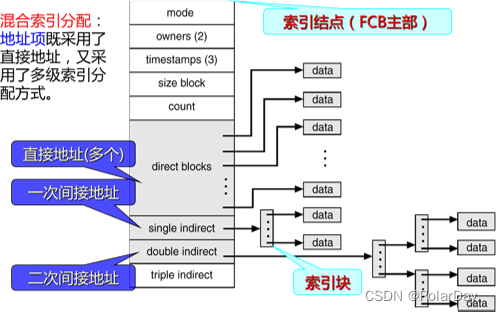 混合索引分配：
地址项既采用了
直接地址，又采
用了多级索引分
配方式。
mode
owners (2)
timestamps (3)
size block
count
direct blocks
single indirect
double indirect
triple indirect
索引结点（FCB主部）
直接地址(多个)
一次间接地址
二次间接地址
data
data
data
data
data
data
data
data
data
data
索引块
CSDN @PolarDay.